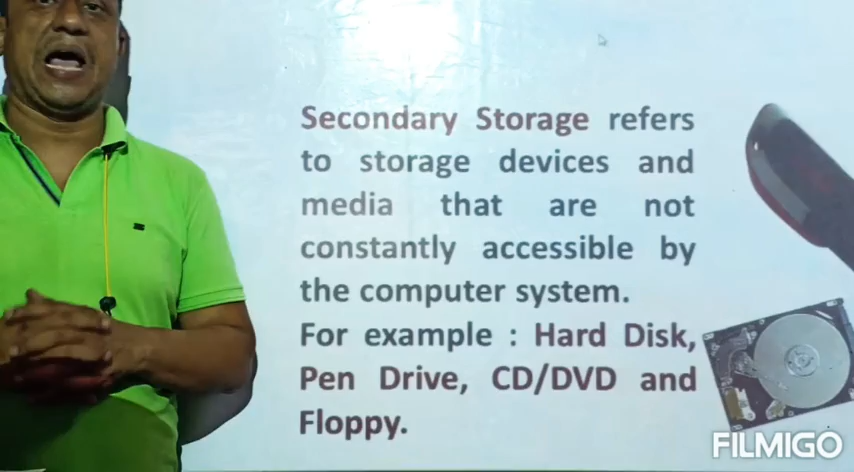 Secondary Storage refers
to storage devices and
media that are not
constantly accessible by
the computer system.
For example : Hard Disk,
Pen Drive, CD/DVD and
Floppy.
FILMIGO